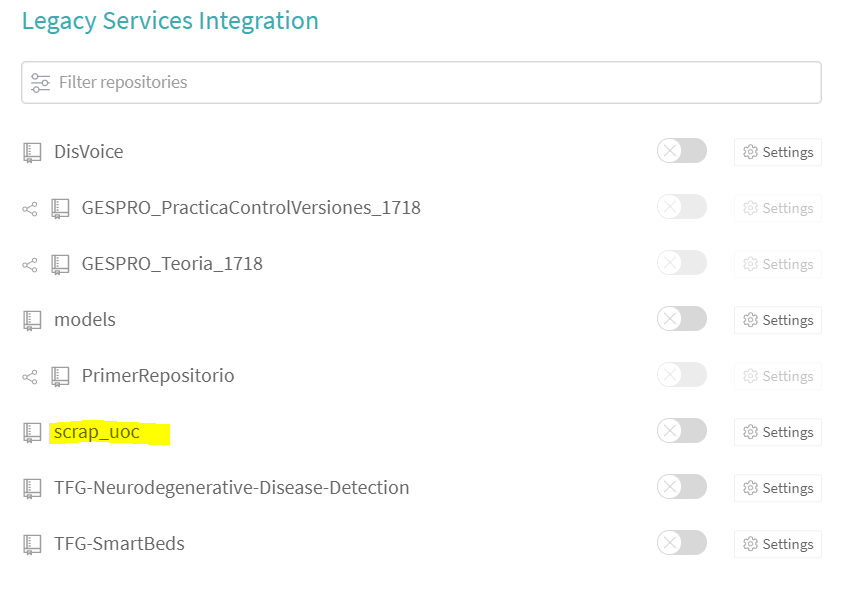 Legacy Services Integration
Filter repositories
DisVoice Settings
GESPRO_PracticaControlVersiones_1718 Settings
GESPRO_Teoria_1718 Settings
models Settings
PrimerRepositorio Settings
scrap_uoc Settings
TFG-Neurodegenerative-Disease-Detection Settings
TFG-SmartBeds Settings